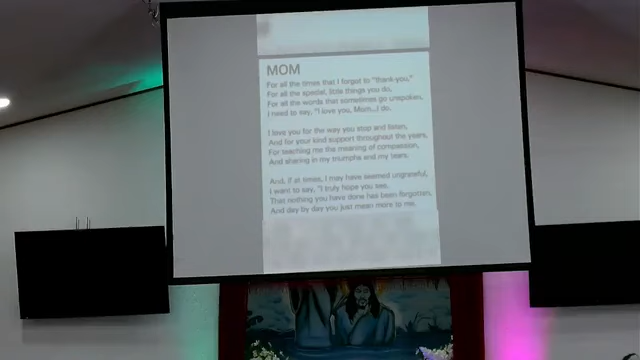 MOM
For all the times that I forgot to "thank-you,"
For all the special, little things you do,
For all the words that sometimes go unspoken,
I need to say, "I love you, Mom...I do.
I love you for the way you stop and listen,
And for your kind support throughout the years,
For teaching me the meaning of compassion,
And sharing in my triumphs and my tears.
And, if at times, I may have seemed ungrateful,
I want to say, "I truly hope you see,
That nothing you have done has been forgotten,
And day by day you just mean more to me.